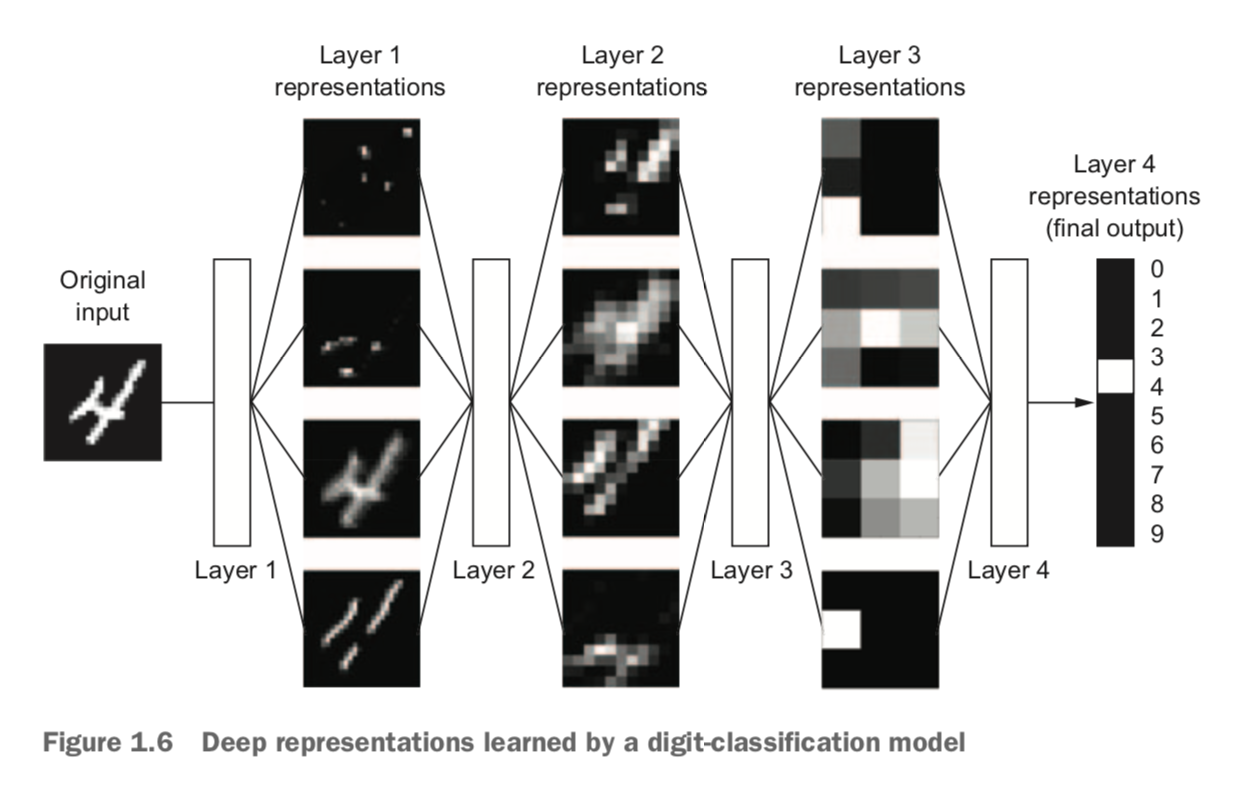 Layer 1
representations
Layer 2
representations
Layer 3
representations
Layer 4
representations
(final output)
Original
input
0
1
2
3
4
5
6
7
8
9
Layer 1
Layer 2
Layer 3
Layer 4
Figure 1.6 Deep representations learned by a digit-classification model